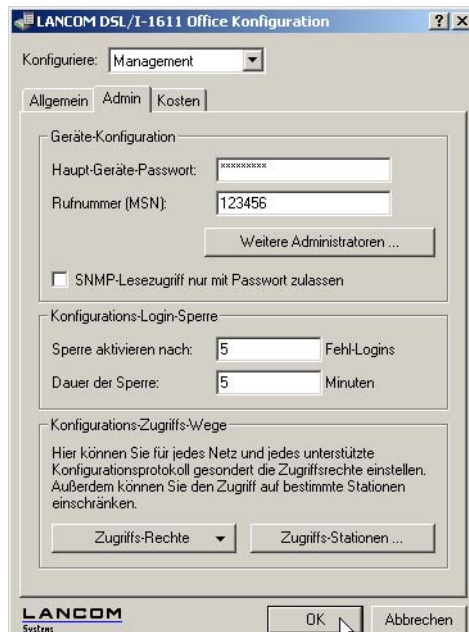 LANCOM DSL/I-1611 Office Konfiguration
Konfiguriere: Management
Allgemein Admin Kosten
Geräte-Konfiguration
Haupt-Geräte-Passwort: *********
Rufnummer (MSN): 123456
Weitere Administratoren ...
SNMP-Lesezugriff nur mit Passwort zulassen
Konfigurations-Login-Sperre
Sperre aktivieren nach: 5 Fehl-Logins
Dauer der Sperre: 5 Minuten
Konfigurations-Zugriffs-Wege
Hier können Sie für jedes Netz und jedes unterstützte
Konfigurationsprotokoll gesondert die Zugriffsrechte einstellen.
Außerdem können Sie den Zugriff auf bestimmte Stationen
einschränken.
Zugriffs-Rechte Zugriffs-Stationen ...
LANCOM
Systems
OK Abbrechen